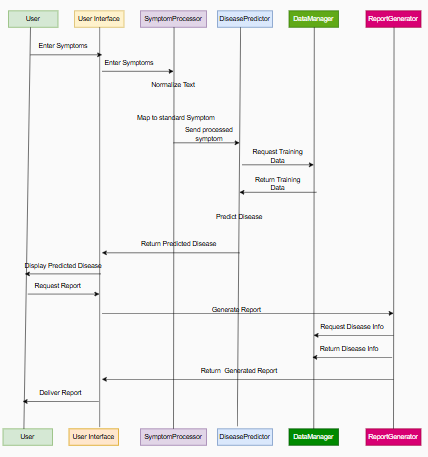 User User Interface SymptomProcessor DiseasePredictor DataManager ReportGenerator
Enter Symptoms
Enter Symptoms
Normalize Text
Map to standard Symptom
Send processed
symptom
Request Training
Data
Return Training
Data
Predict Disease
Return Predicted Disease
Display Predicted Disease
Request Report
Generate Report
Request Disease Info
Return Disease Info
Return Generated Report
Deliver Report
User User Interface SymptomProcessor DiseasePredictor DataManager ReportGenerator